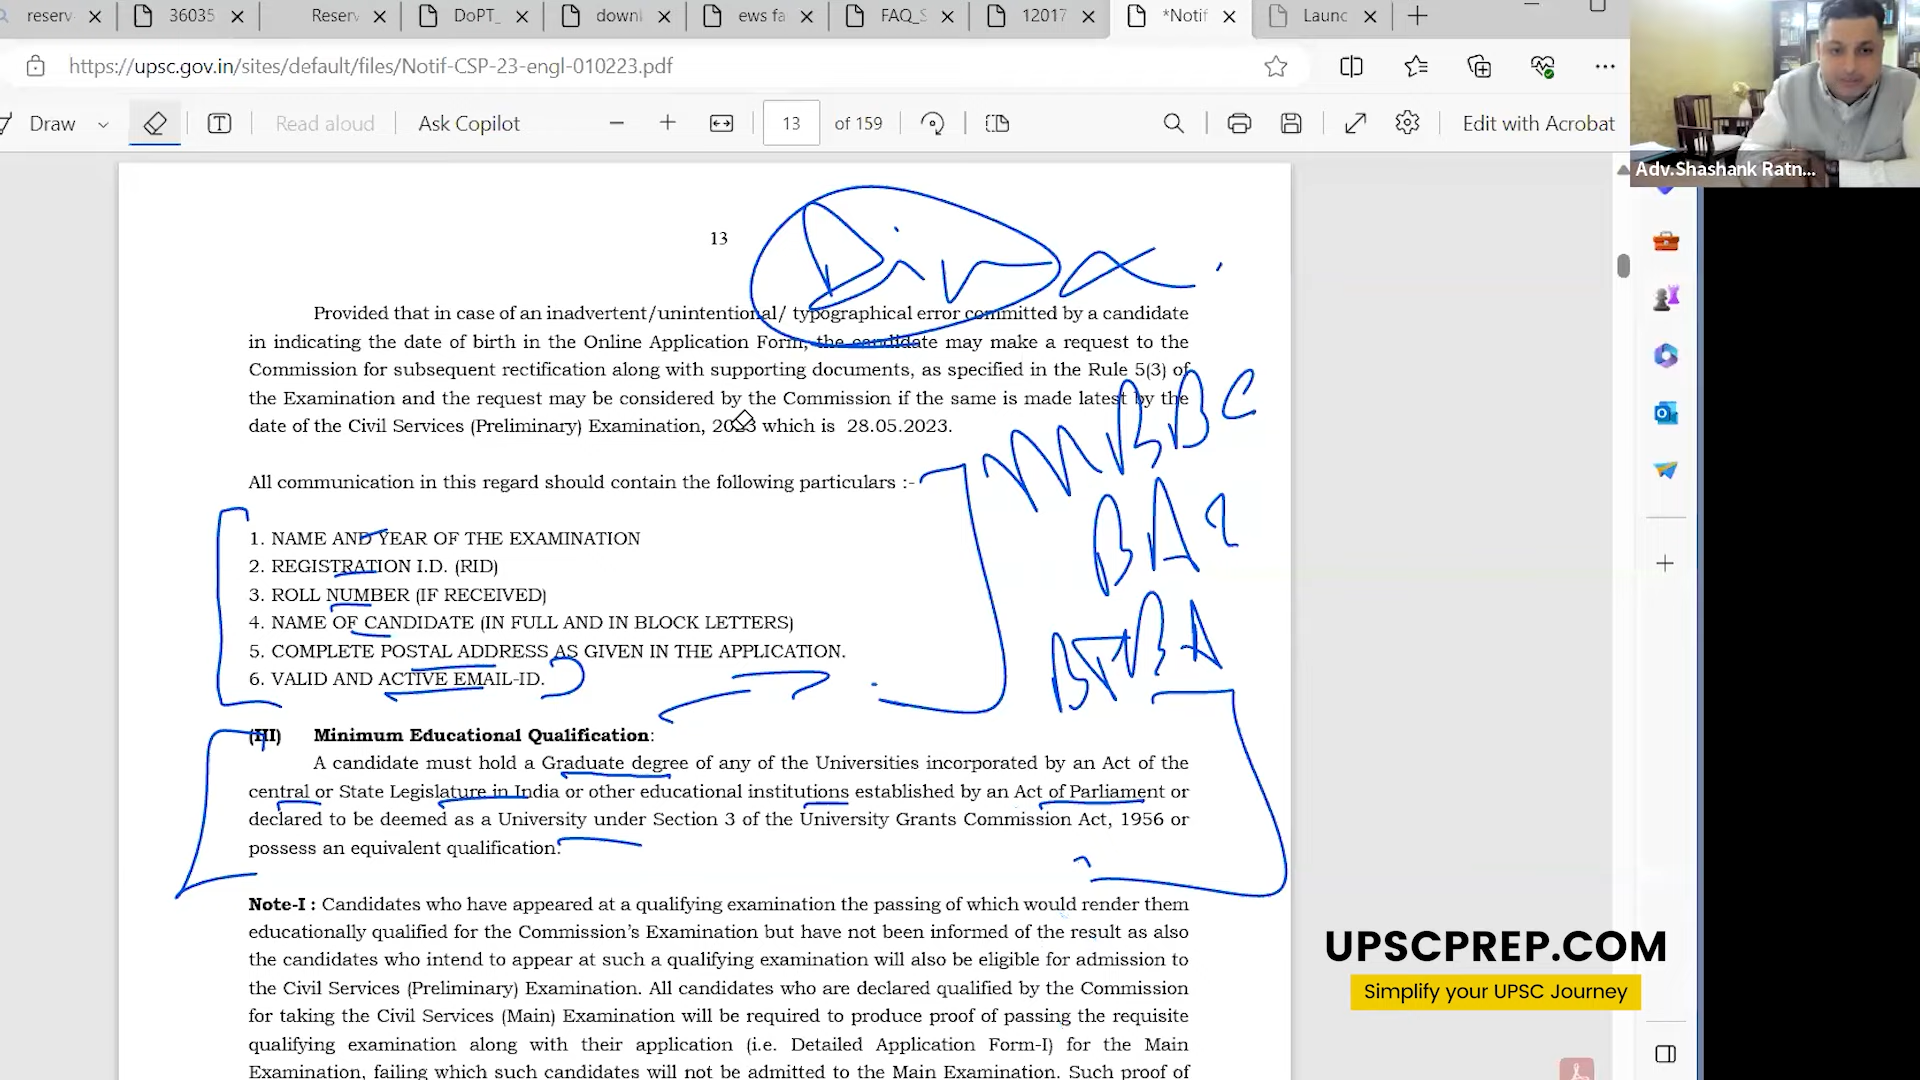 reserv
36035
Reserv
DoPT_
downl
ews fa
FAQ_S
12017
*Notif
Launc
https://upsc.gov.in/sites/default/files/Notif-CSP-23-engl-010223.pdf
Draw
Read aloud
Ask Copilot
13
of 159
Edit with Acrobat
Adv.Shashank Ratn...
13
Provided that in case of an inadvertent/unintentional/ typographical error committed by a candidate
in indicating the date of birth in the Online Application Form, the candidate may make a request to the
Commission for subsequent rectification along with supporting documents, as specified in the Rule 5(3) of
the Examination and the request may be considered by the Commission if the same is made latest by the
date of the Civil Services (Preliminary) Examination, 2023 which is 28.05.2023.
All communication in this regard should contain the following particulars :-
1. NAME AND YEAR OF THE EXAMINATION
2. REGISTRATION I.D. (RID)
3. ROLL NUMBER (IF RECEIVED)
4. NAME OF CANDIDATE (IN FULL AND IN BLOCK LETTERS)
5. COMPLETE POSTAL ADDRESS AS GIVEN IN THE APPLICATION.
6. VALID AND ACTIVE EMAIL-ID.
(III) Minimum Educational Qualification:
A candidate must hold a Graduate degree of any of the Universities incorporated by an Act of the
central or State Legislature in India or other educational institutions established by an Act of Parliament or
declared to be deemed as a University under Section 3 of the University Grants Commission Act, 1956 or
possess an equivalent qualification.
Note-I : Candidates who have appeared at a qualifying examination the passing of which would render them
educationally qualified for the Commission's Examination but have not been informed of the result as also
the candidates who intend to appear at such a qualifying examination will also be eligible for admission to
the Civil Services (Preliminary) Examination. All candidates who are declared qualified by the Commission
for taking the Civil Services (Main) Examination will be required to produce proof of passing the requisite
qualifying examination along with their application (i.e. Detailed Application Form-I) for the Main
Examination, failing which such candidates will not be admitted to the Main Examination. Such proof of
UPSCPREP.COM
Simplify your UPSC Journey